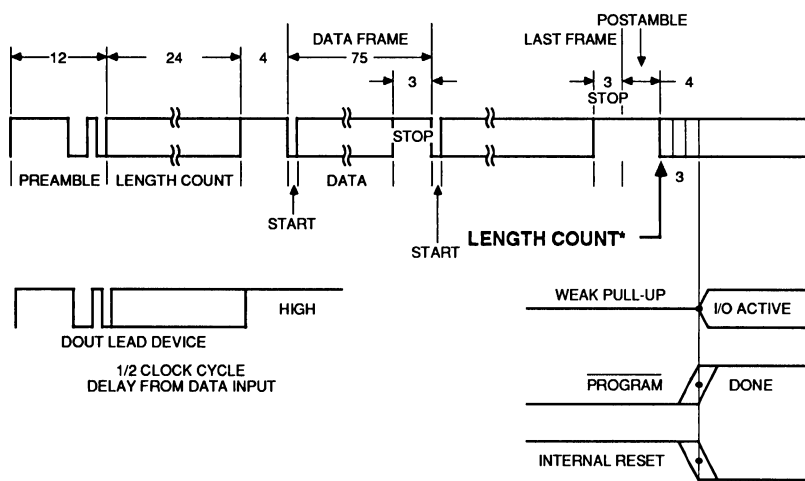 POSTAMBLE
DATA FRAME
LAST FRAME
12
24
4
75
3
3
4
STOP
STOP
PREAMBLE
LENGTH COUNT
DATA
3
START
START
LENGTH COUNT*
WEAK PULL-UP
I/O ACTIVE
HIGH
DOUT LEAD DEVICE
1/2 CLOCK CYCLE
DELAY FROM DATA INPUT
PROGRAM
DONE
INTERNAL RESET